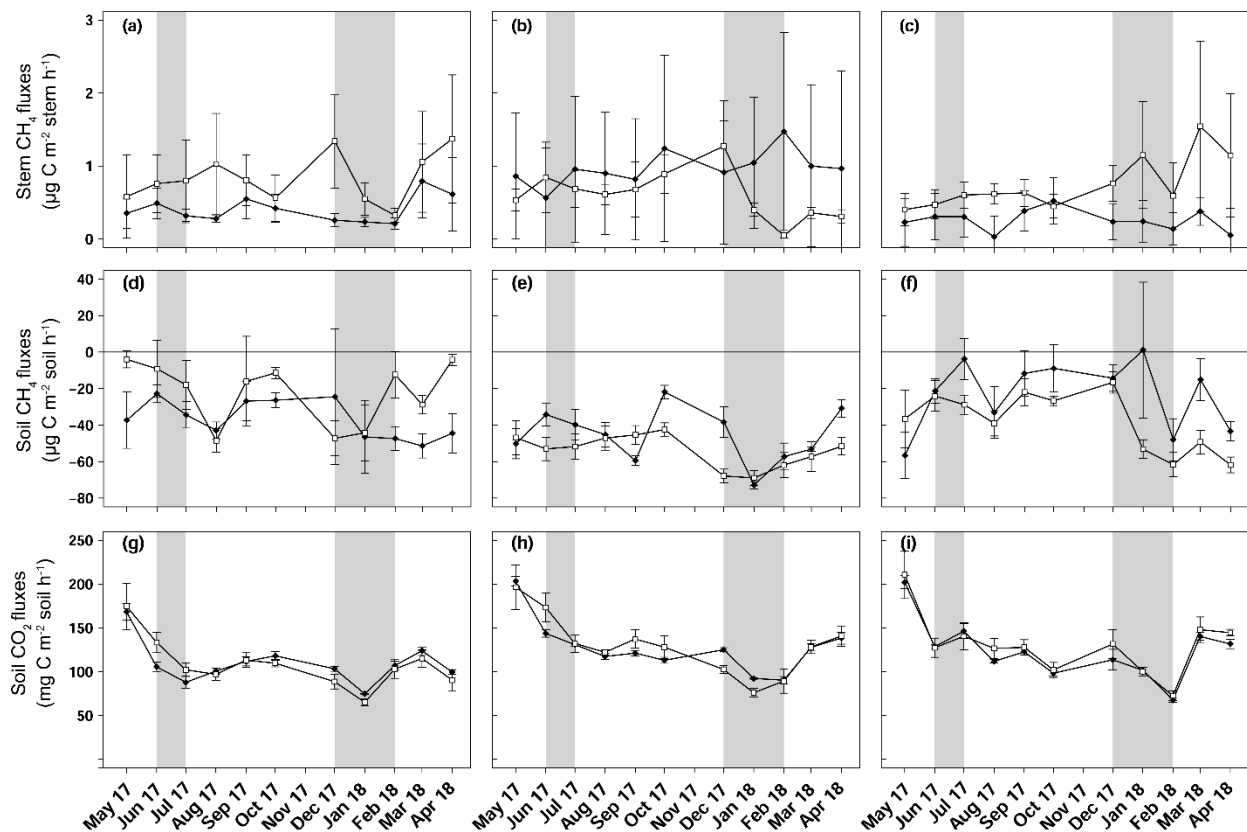 (a)
(b)
(c)
3
2
1
0
Stem CH₄ fluxes
(µg C m⁻² stem h⁻¹)
(d)
(e)
(f)
40
20
0
−20
−40
−60
−80
Soil CH₄ fluxes
(µg C m⁻² soil h⁻¹)
(g)
(h)
(i)
250
200
150
100
50
Soil CO₂ fluxes
(mg C m⁻² soil h⁻¹)
May 17 Jun 17 Jul 17 Aug 17 Sep 17 Oct 17 Nov 17 Dec 17 Jan 18 Feb 18 Mar 18 Apr 18
May 17 Jun 17 Jul 17 Aug 17 Sep 17 Oct 17 Nov 17 Dec 17 Jan 18 Feb 18 Mar 18 Apr 18
May 17 Jun 17 Jul 17 Aug 17 Sep 17 Oct 17 Nov 17 Dec 17 Jan 18 Feb 18 Mar 18 Apr 18